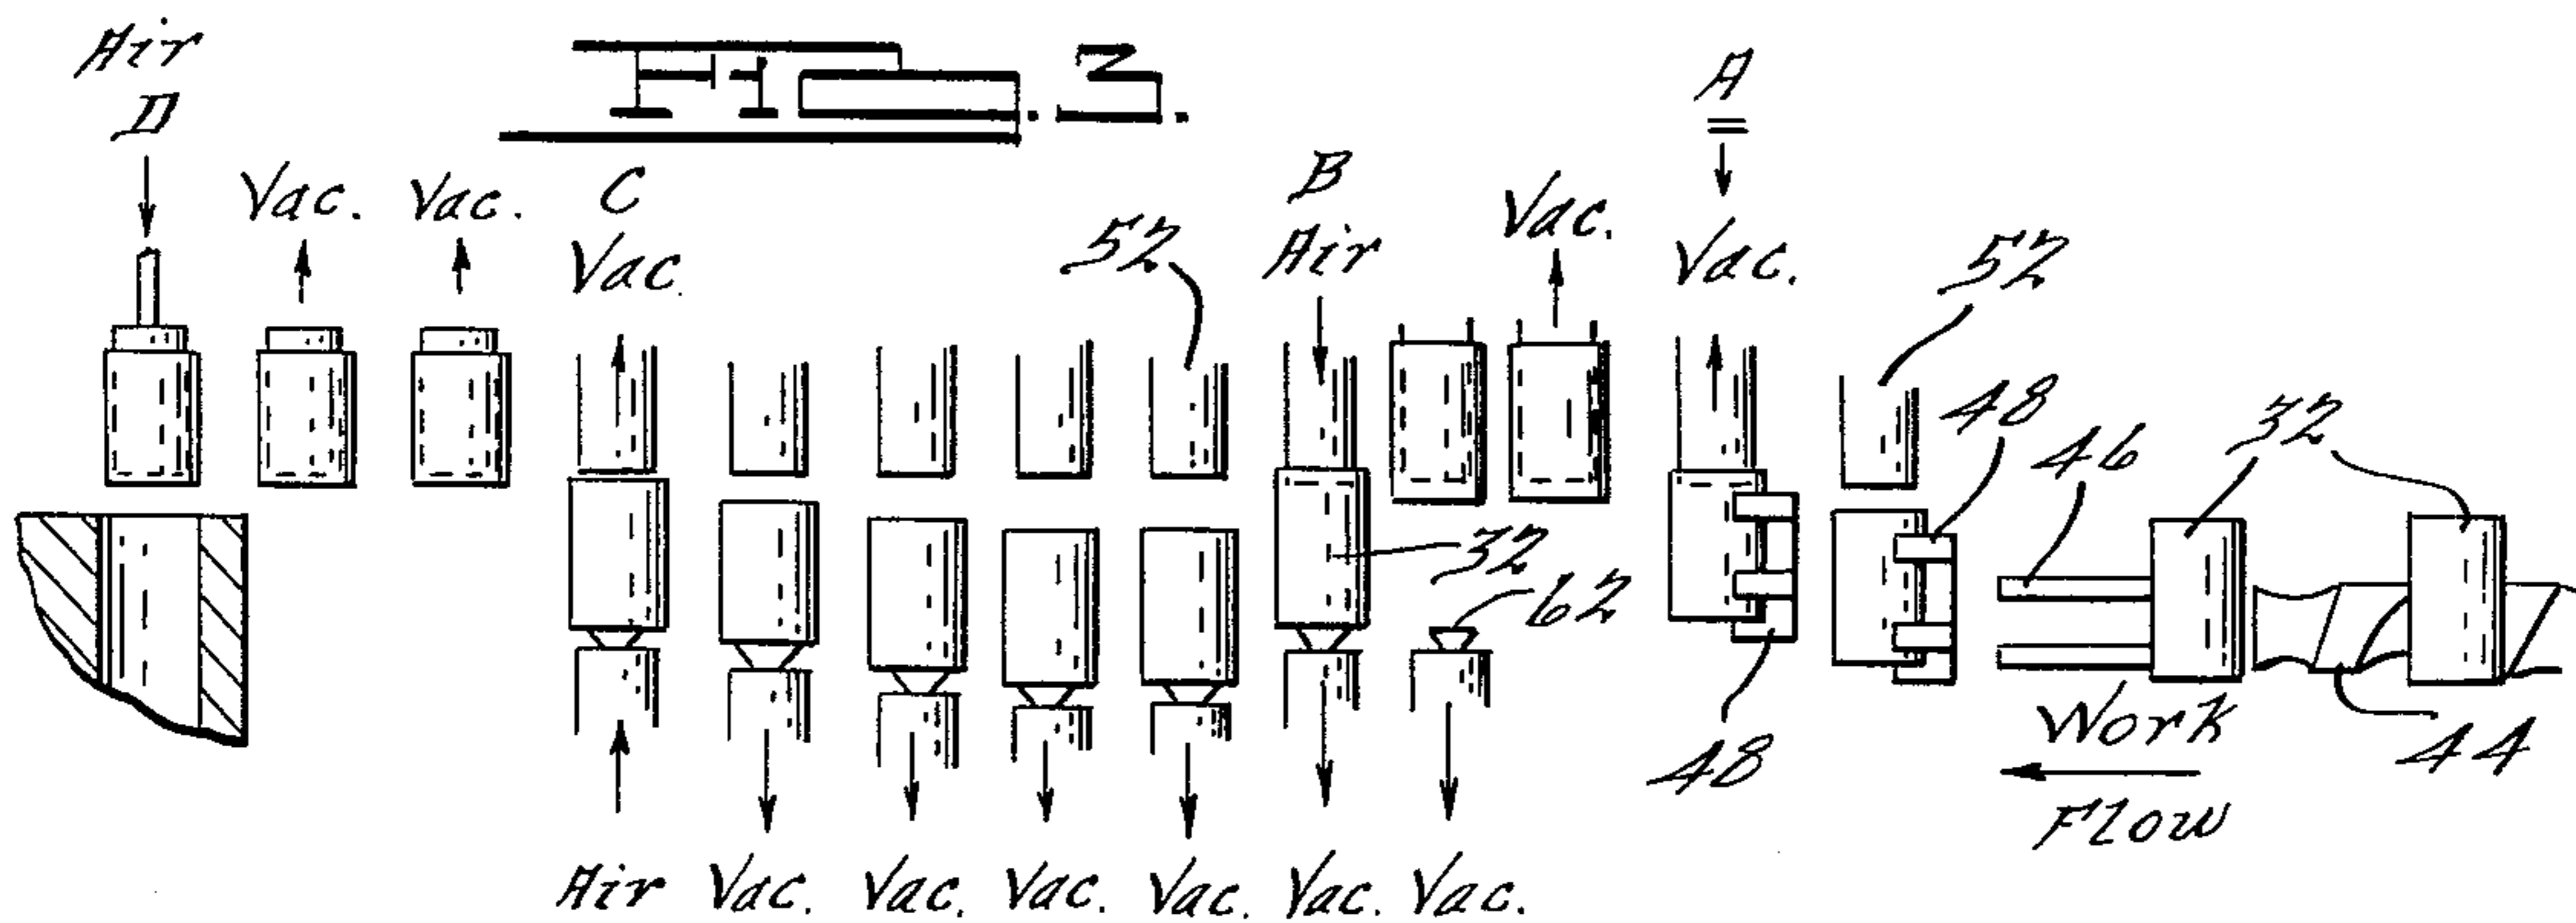 Air
D
Fig. 2.
A
Vac. Vac.
C
Vac.
52
B
Air
Vac.
Vac.
52
48
46
32
32
62
48
44
Work
Flow
Air Vac. Vac. Vac. Vac. Vac. Vac.